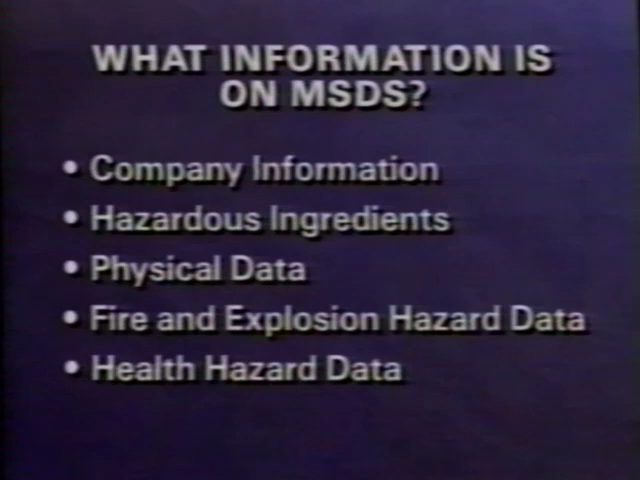 WHAT INFORMATION IS
ON MSDS?
• Company Information
• Hazardous Ingredients
• Physical Data
• Fire and Explosion Hazard Data
• Health Hazard Data